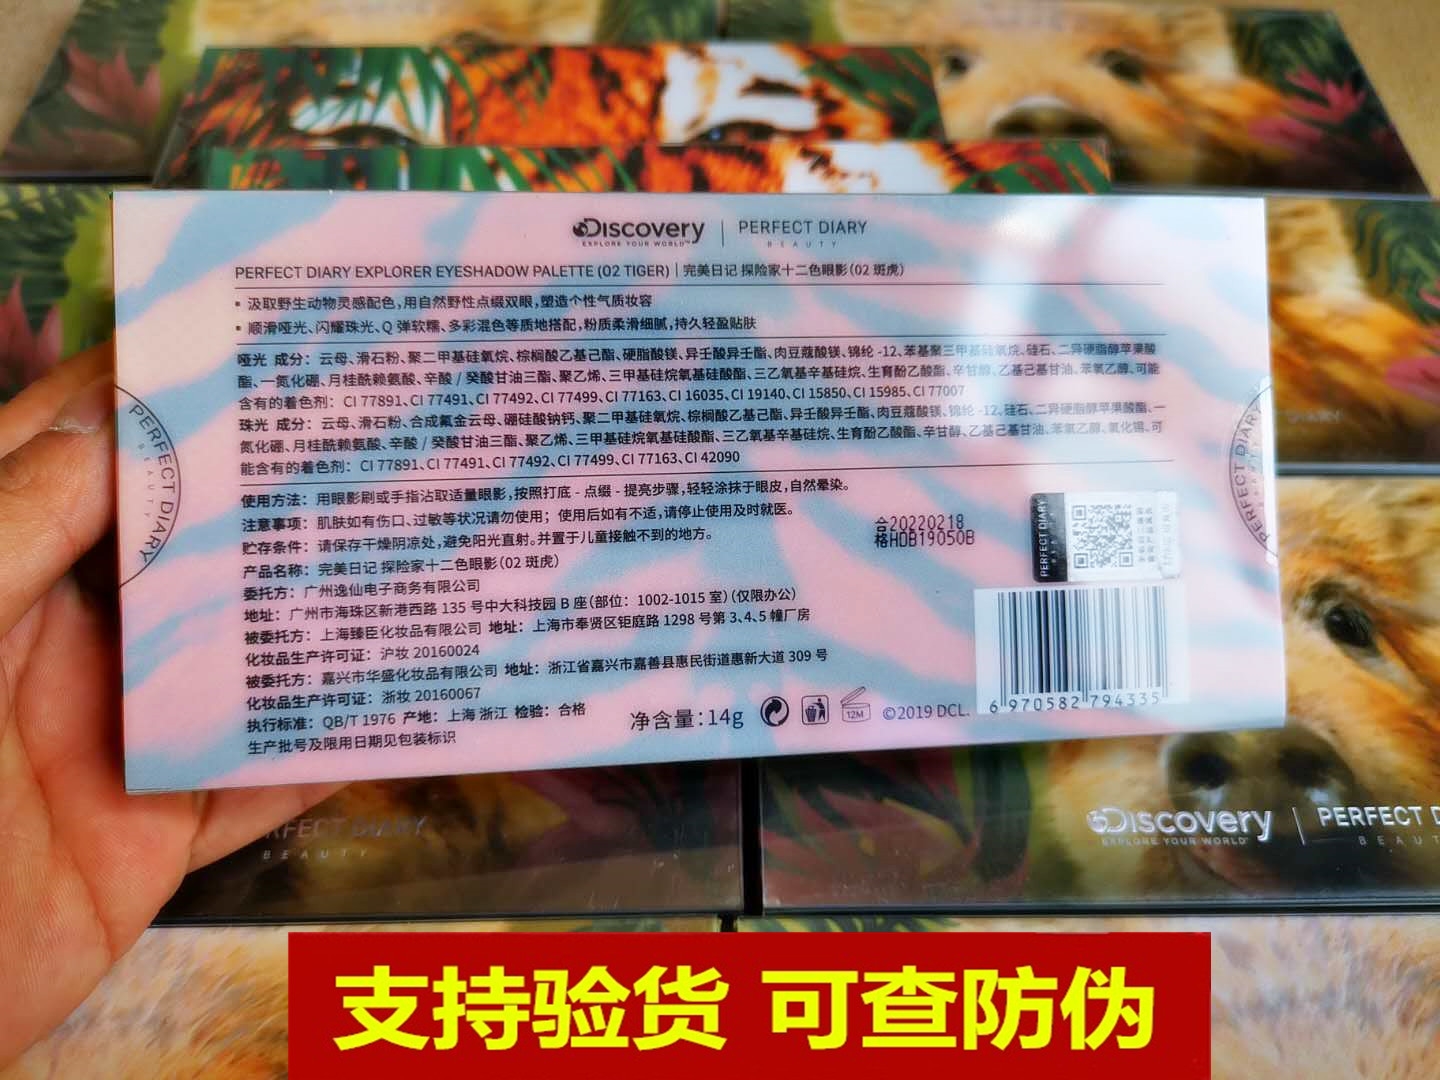 Discovery | PERFECT DIARY
EXPLORE YOUR WORLD™ BEAUTY
PERFECT DIARY EXPLORER EYESHADOW PALETTE (02 TIGER) | 完美日记 探险家十二色眼影(02 斑虎)
▪ 汲取野生动物灵感配色,用自然野性点缀双眼,塑造个性气质妆容
▪ 顺滑哑光、闪耀珠光、Q 弹软糯、多彩混色等质地搭配,粉质柔滑细腻,持久轻盈贴肤
哑光 成分：云母、滑石粉、聚二甲基硅氧烷、棕榈酸乙基己酯、硬脂酸镁、异壬酸异壬酯、肉豆蔻酸镁、锦纶 -12、苯基聚三甲基硅氧烷、硅石、二异硬脂醇苹果酸
酯、一氮化硼、月桂酰赖氨酸、辛酸 / 癸酸甘油三酯、聚乙烯、三甲基硅烷氧基硅酸酯、三乙氧基辛基硅烷、生育酚乙酸酯、辛甘醇、乙基己基甘油、苯氧乙醇、可能
含有的着色剂：CI 77891、CI 77491、CI 77492、CI 77499、CI 77163、CI 16035、CI 19140、CI 15850、CI 15985、CI 77007
珠光 成分：云母、滑石粉、合成氟金云母、硼硅酸钠钙、聚二甲基硅氧烷、棕榈酸乙基己酯、异壬酸异壬酯、肉豆蔻酸镁、锦纶 -12、硅石、二异硬脂醇苹果酸酯、一
氮化硼、月桂酰赖氨酸、辛酸 / 癸酸甘油三酯、聚乙烯、三甲基硅烷氧基硅酸酯、三乙氧基辛基硅烷、生育酚乙酸酯、辛甘醇、乙基己基甘油、苯氧乙醇、氧化锡、可
能含有的着色剂：CI 77891、CI 77491、CI 77492、CI 77499、CI 77163、CI 42090
使用方法：用眼影刷或手指沾取适量眼影,按照打底 - 点缀 - 提亮步骤,轻轻涂抹于眼皮,自然晕染。
注意事项：肌肤如有伤口、过敏等状况请勿使用；使用后如有不适,请停止使用及时就医。
贮存条件：请保存干燥阴凉处,避免阳光直射。并置于儿童接触不到的地方。
产品名称：完美日记 探险家十二色眼影(02 斑虎)
委托方：广州逸仙电子商务有限公司
地址：广州市海珠区新港西路 135 号中大科技园 B 座(部位：1002-1015 室)(仅限办公)
被委托方：上海臻臣化妆品有限公司 地址：上海市奉贤区钜庭路 1298 号第 3、4、5 幢厂房
化妆品生产许可证：沪妆 20160024
被委托方：嘉兴市华盛化妆品有限公司 地址：浙江省嘉兴市嘉善县惠民街道惠新大道 309 号
化妆品生产许可证：浙妆 20160067
执行标准：QB/T 1976 产地：上海 浙江 检验：合格
生产批号及限用日期见包装标识
合20220218
格HDB19050B
PERFECT DIARY
6 970582 794335
净含量：14g
12M
©2019 DCL.
PERFECT DIARY
BEAUTY
PERFECT DIARY
BEAUTY
RFECT DIARY
BEAUTY
Discovery | PERFECT D
EXPLORE YOUR WORLD BEAUT
支持验货 可查防伪